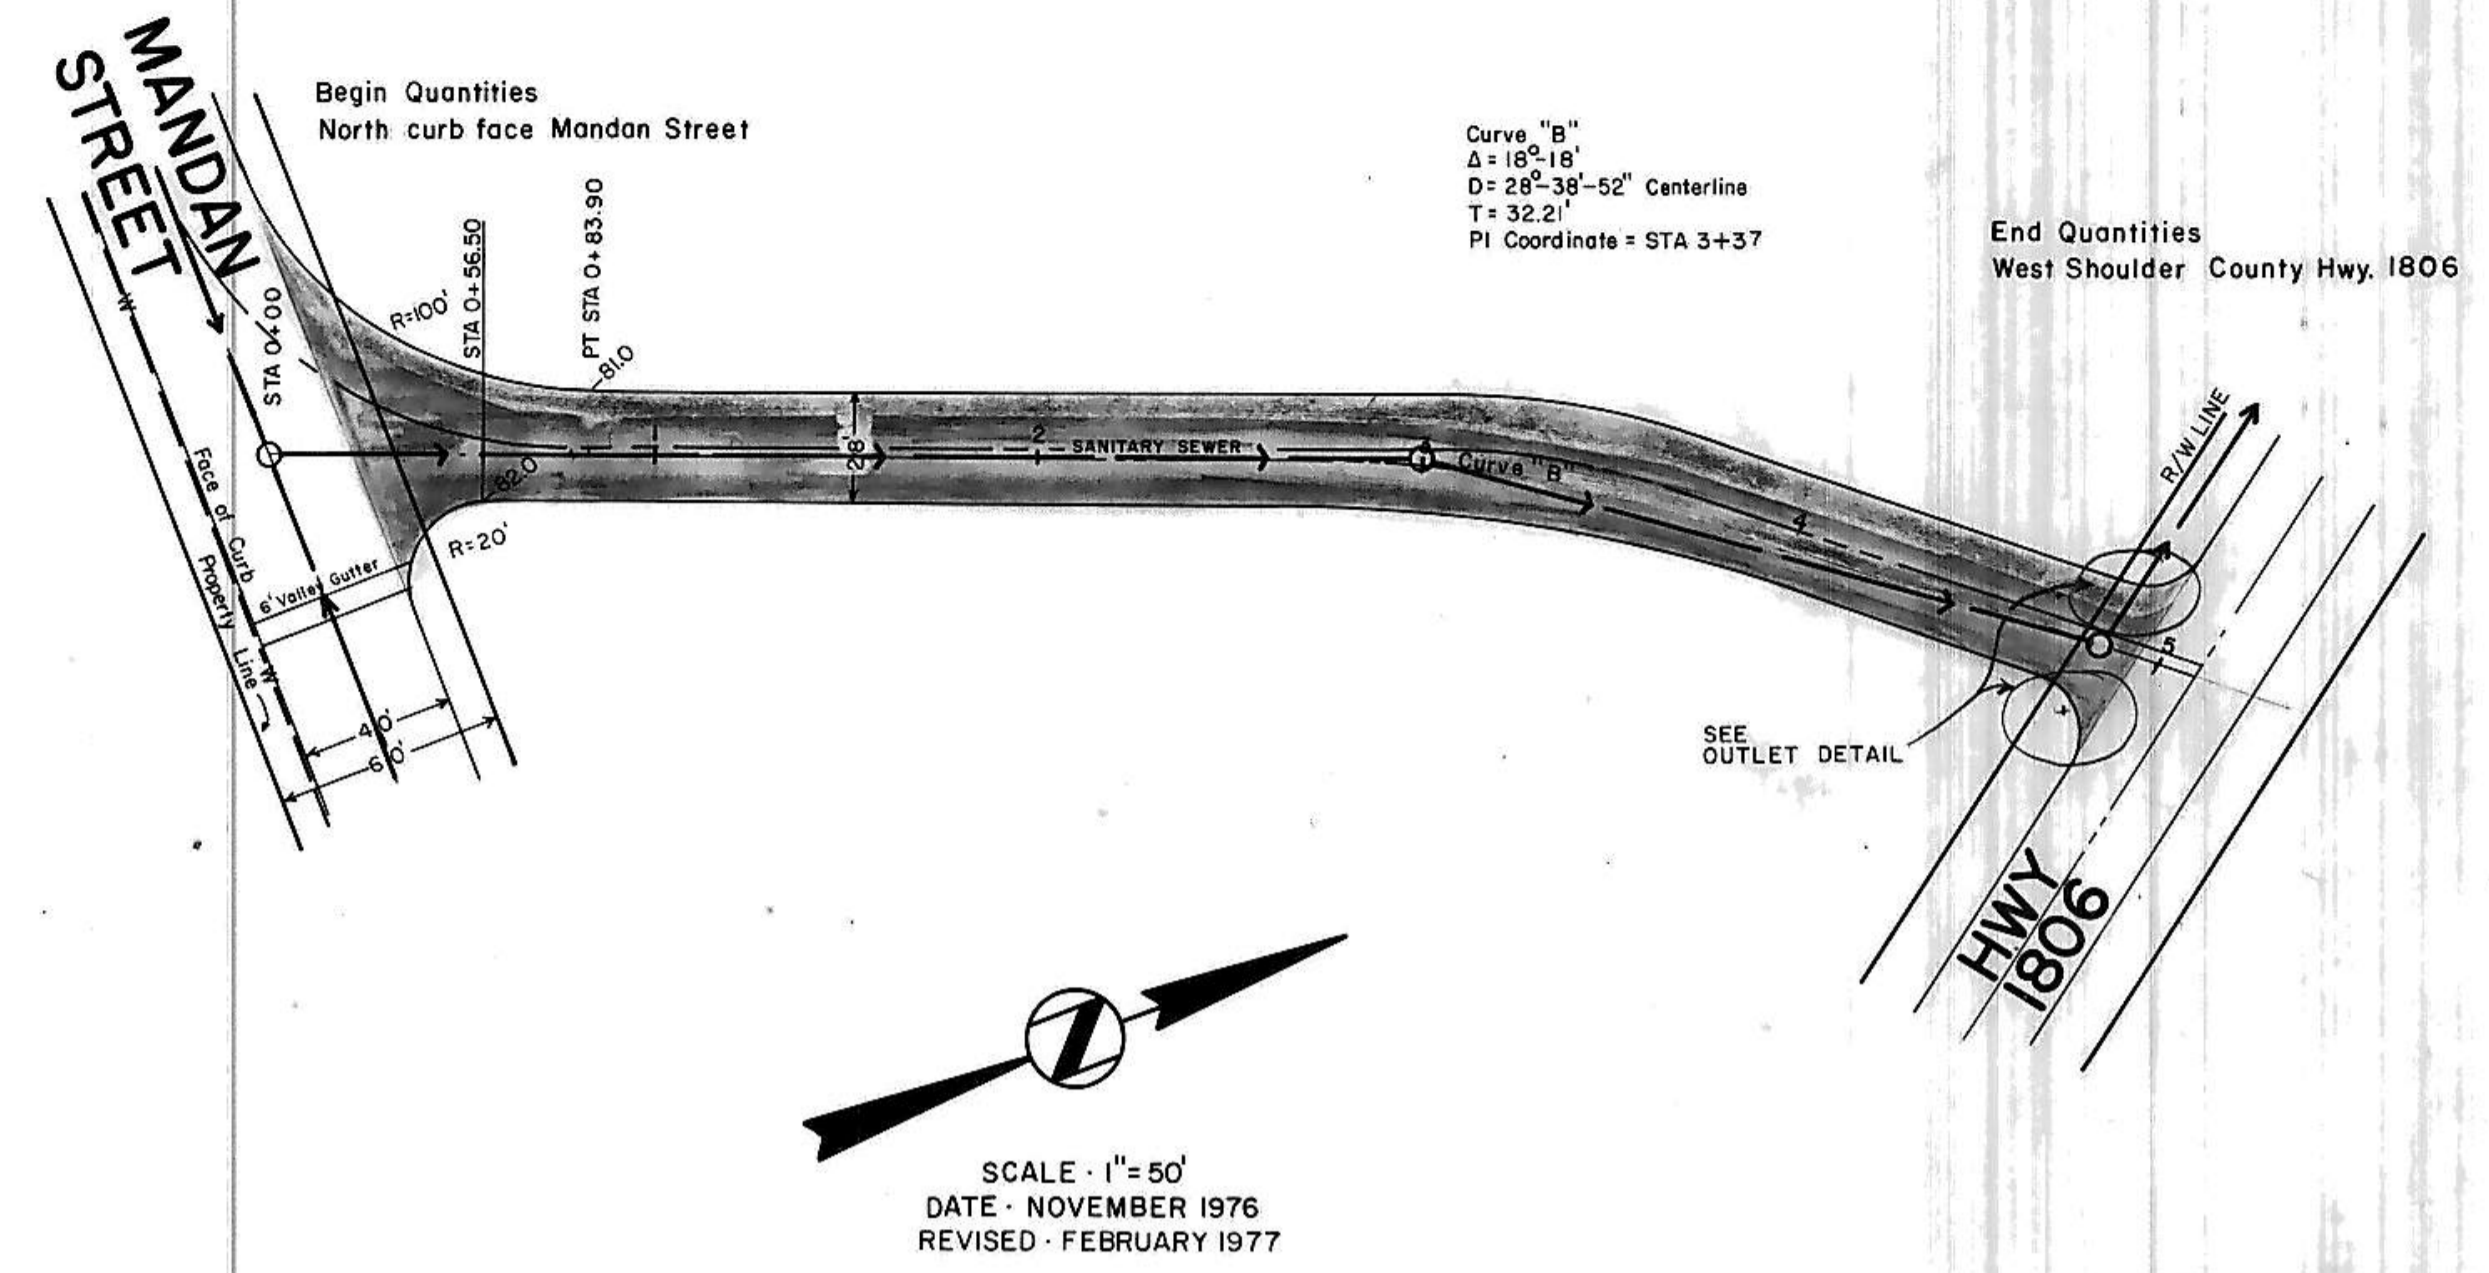 MANDAN
STREET
Begin Quantities
North curb face Mandan Street
Curve "B"
Δ = 18°-18'
D= 28°-38'-52" Centerline
T = 32.21'
PI Coordinate = STA 3+37
End Quantities
West Shoulder County Hwy. 1806
STA 0+00
R=100'
STA 0+56.50
PT STA 0+83.90
81.0
82.0
28'
2
SANITARY SEWER
Curve "B"
4
5
R/W LINE
W
Face of Curb
Property Line
6' Valley Gutter
R=20'
W
40'
60'
SEE
OUTLET DETAIL
HWY
1806
N
SCALE · 1"= 50'
DATE · NOVEMBER 1976
REVISED · FEBRUARY 1977